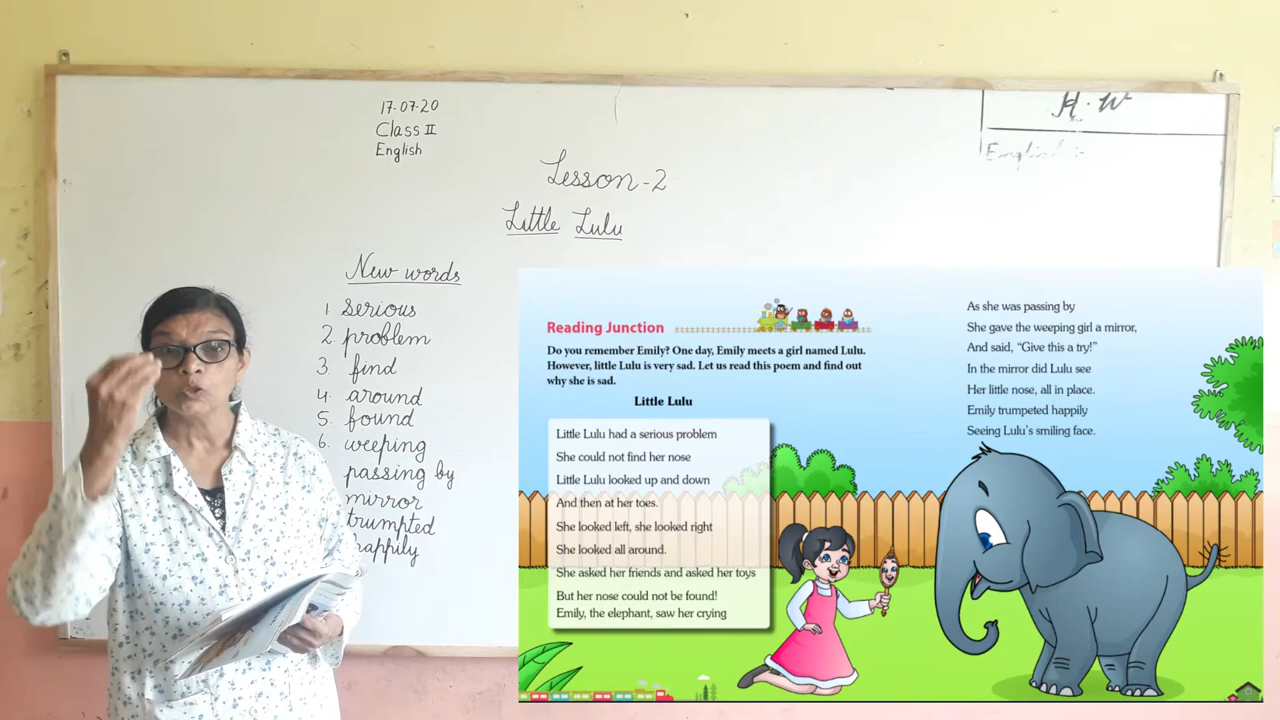 17-07-20
Class II
English
H.W
English :
Lesson-2
Little Lulu
New words
1. Serious
2. problem
3. find
4. around
5. found
6. weeping
passing by
mirror
trumpted
happily
Reading Junction
Do you remember Emily? One day, Emily meets a girl named Lulu.
However, little Lulu is very sad. Let us read this poem and find out
why she is sad.
Little Lulu
Little Lulu had a serious problem
She could not find her nose
Little Lulu looked up and down
And then at her toes.
She looked left, she looked right
She looked all around.
She asked her friends and asked her toys
But her nose could not be found!
Emily, the elephant, saw her crying
As she was passing by
She gave the weeping girl a mirror,
And said, “Give this a try!”
In the mirror did Lulu see
Her little nose, all in place.
Emily trumpeted happily
Seeing Lulu’s smiling face.